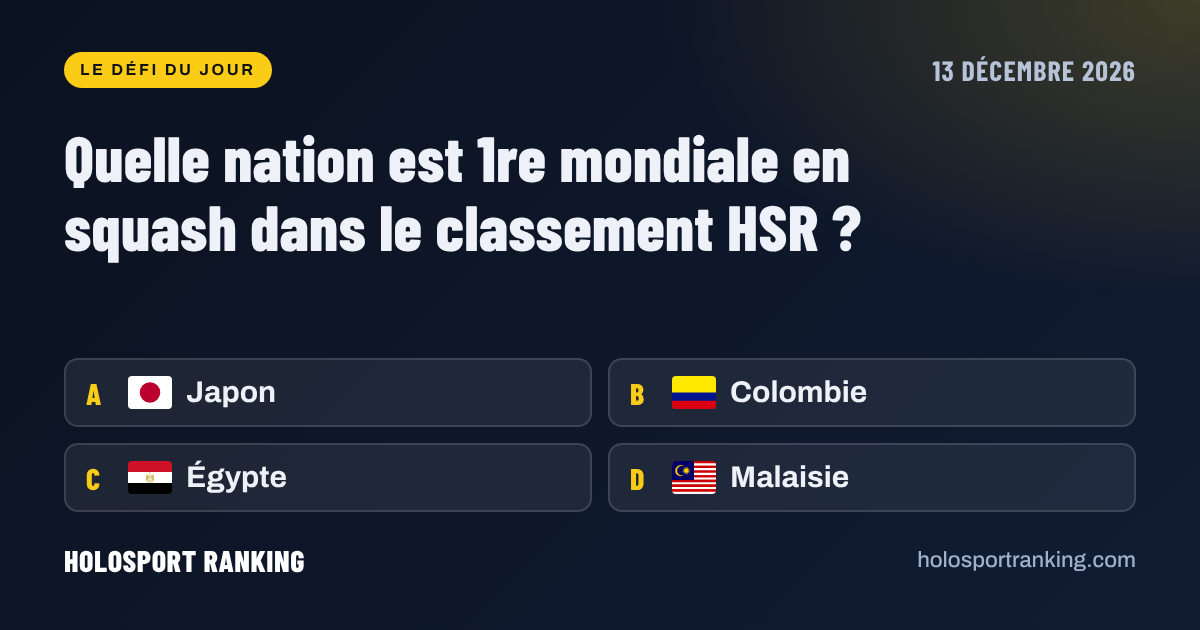 LE DÉFI DU JOUR
13 DÉCEMBRE 2026
Quelle nation est 1re mondiale en
squash dans le classement HSR ?
A Japon
B Colombie
C Égypte
D Malaisie
HOLOSPORT RANKING
holosportranking.com